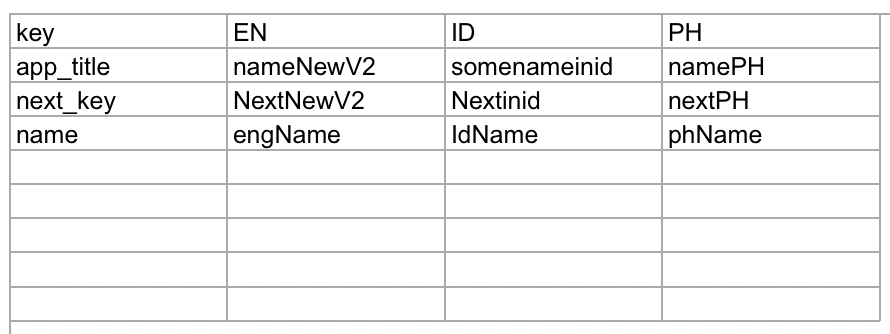 key EN ID PH
app_title nameNewV2 somenameinid namePH
next_key NextNewV2 Nextinid nextPH
name engName IdName phName